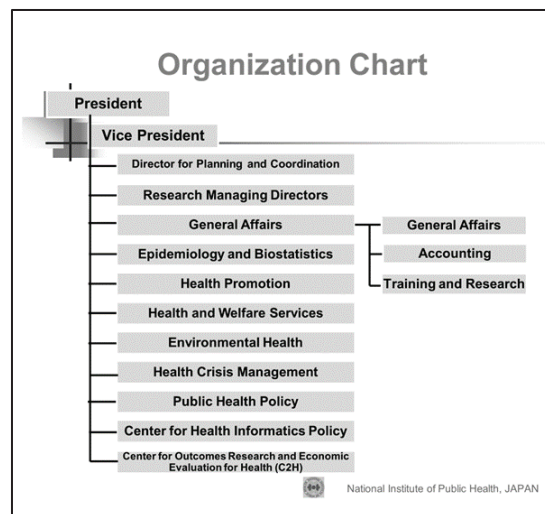 Organization Chart
President
Vice President
Director for Planning and Coordination
Research Managing Directors
General Affairs
General Affairs
Epidemiology and Biostatistics
Accounting
Health Promotion
Training and Research
Health and Welfare Services
Environmental Health
Health Crisis Management
Public Health Policy
Center for Health Informatics Policy
Center for Outcomes Research and Economic
Evaluation for Health (C2H)
National Institute of Public Health, JAPAN